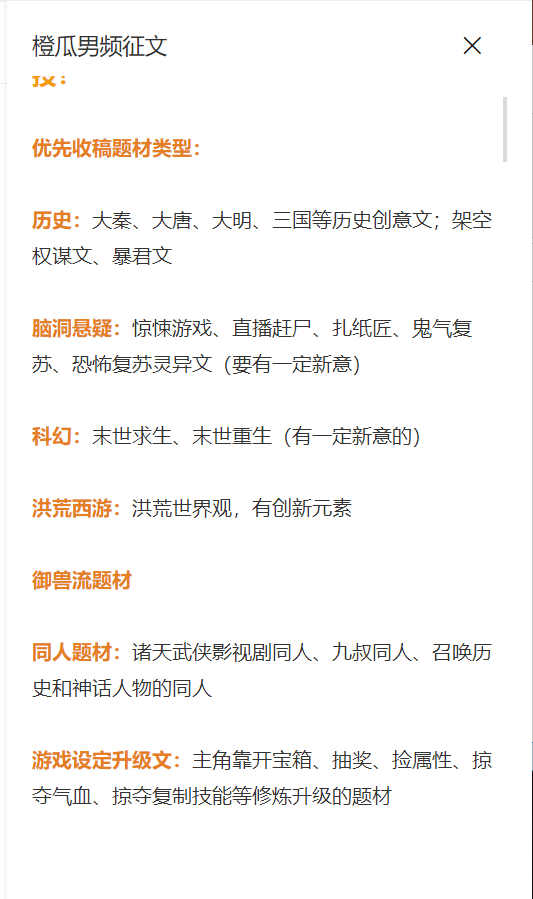 橙瓜男频征文
优先收稿题材类型：
历史：大秦、大唐、大明、三国等历史创意文；架空
权谋文、暴君文
脑洞悬疑：惊悚游戏、直播赶尸、扎纸匠、鬼气复
苏、恐怖复苏灵异文（要有一定新意）
科幻：末世求生、末世重生（有一定新意的）
洪荒西游：洪荒世界观，有创新元素
御兽流题材
同人题材：诸天武侠影视剧同人、九叔同人、召唤历
史和神话人物的同人
游戏设定升级文：主角靠开宝箱、抽奖、捡属性、掠
夺气血、掠夺复制技能等修炼升级的题材